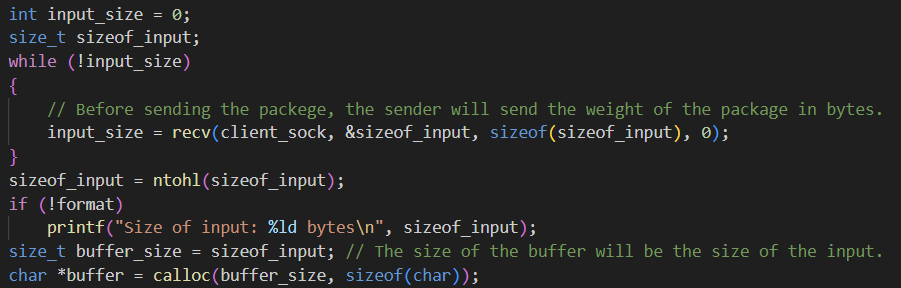 int input_size = 0;
size_t sizeof_input;
while (!input_size)
{
    // Before sending the packege, the sender will send the weight of the package in bytes.
    input_size = recv(client_sock, &sizeof_input, sizeof(sizeof_input), 0);
}
sizeof_input = ntohl(sizeof_input);
if (!format)
    printf("Size of input: %ld bytes\n", sizeof_input);
size_t buffer_size = sizeof_input; // The size of the buffer will be the size of the input.
char *buffer = calloc(buffer_size, sizeof(char));